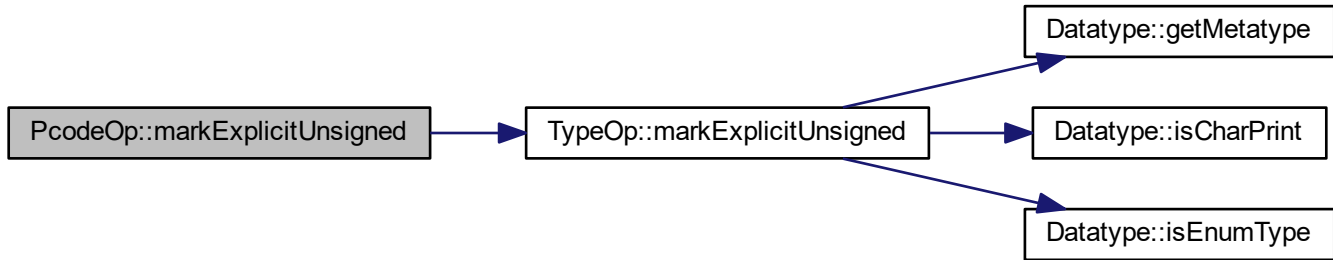 PcodeOp::markExplicitUnsigned
TypeOp::markExplicitUnsigned
Datatype::getMetatype
Datatype::isCharPrint
Datatype::isEnumType